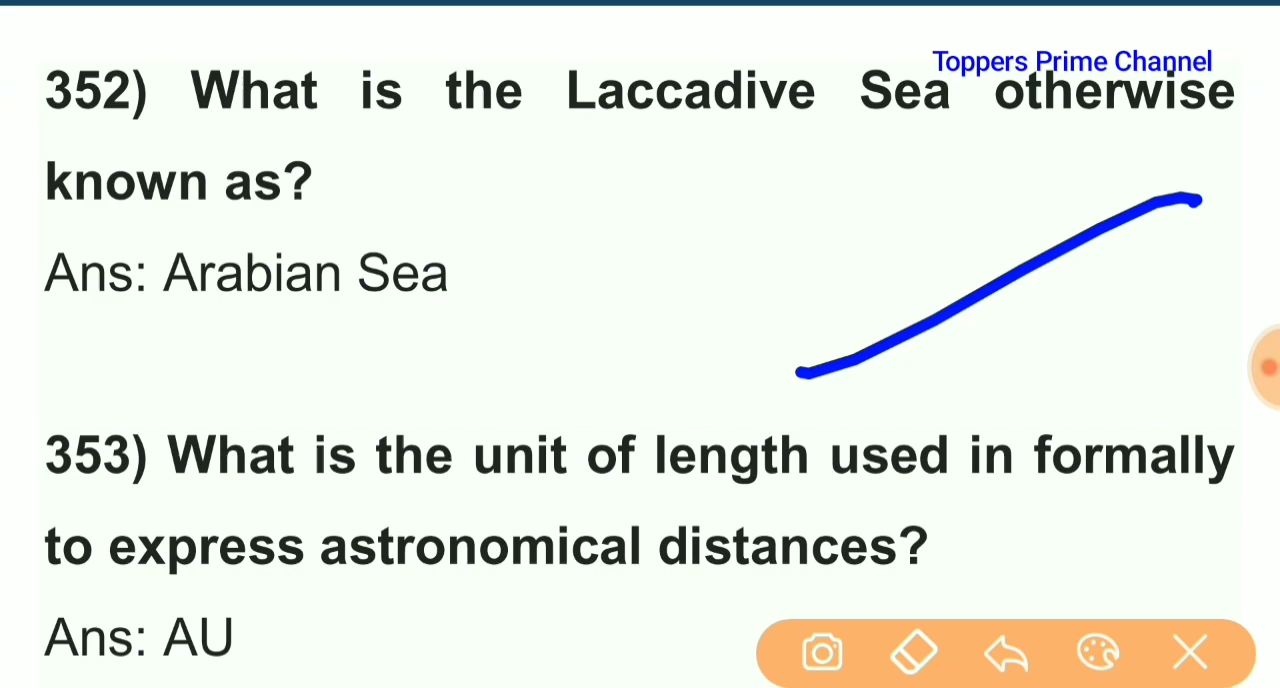 Toppers Prime Channel
352) What is the Laccadive Sea otherwise
known as?
Ans: Arabian Sea
353) What is the unit of length used in formally
to express astronomical distances?
Ans: AU